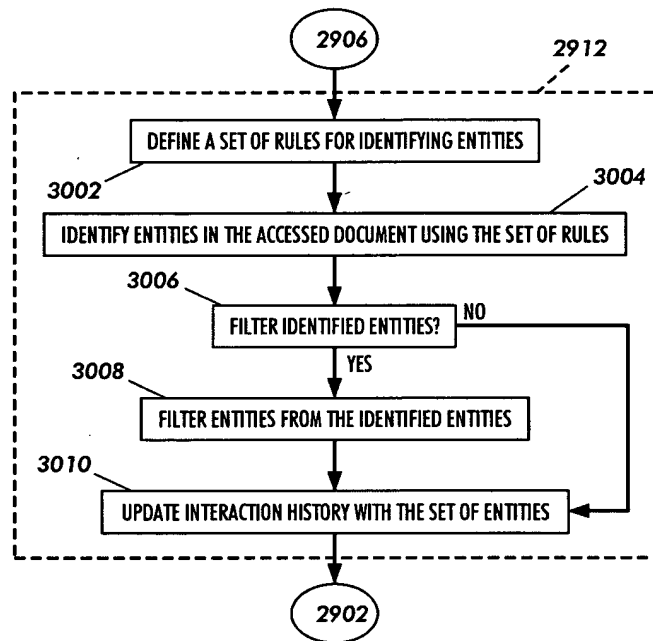 2906
2912
DEFINE A SET OF RULES FOR IDENTIFYING ENTITIES
3002
3004
IDENTIFY ENTITIES IN THE ACCESSED DOCUMENT USING THE SET OF RULES
3006
FILTER IDENTIFIED ENTITIES?
NO
YES
3008
FILTER ENTITIES FROM THE IDENTIFIED ENTITIES
3010
UPDATE INTERACTION HISTORY WITH THE SET OF ENTITIES
2902